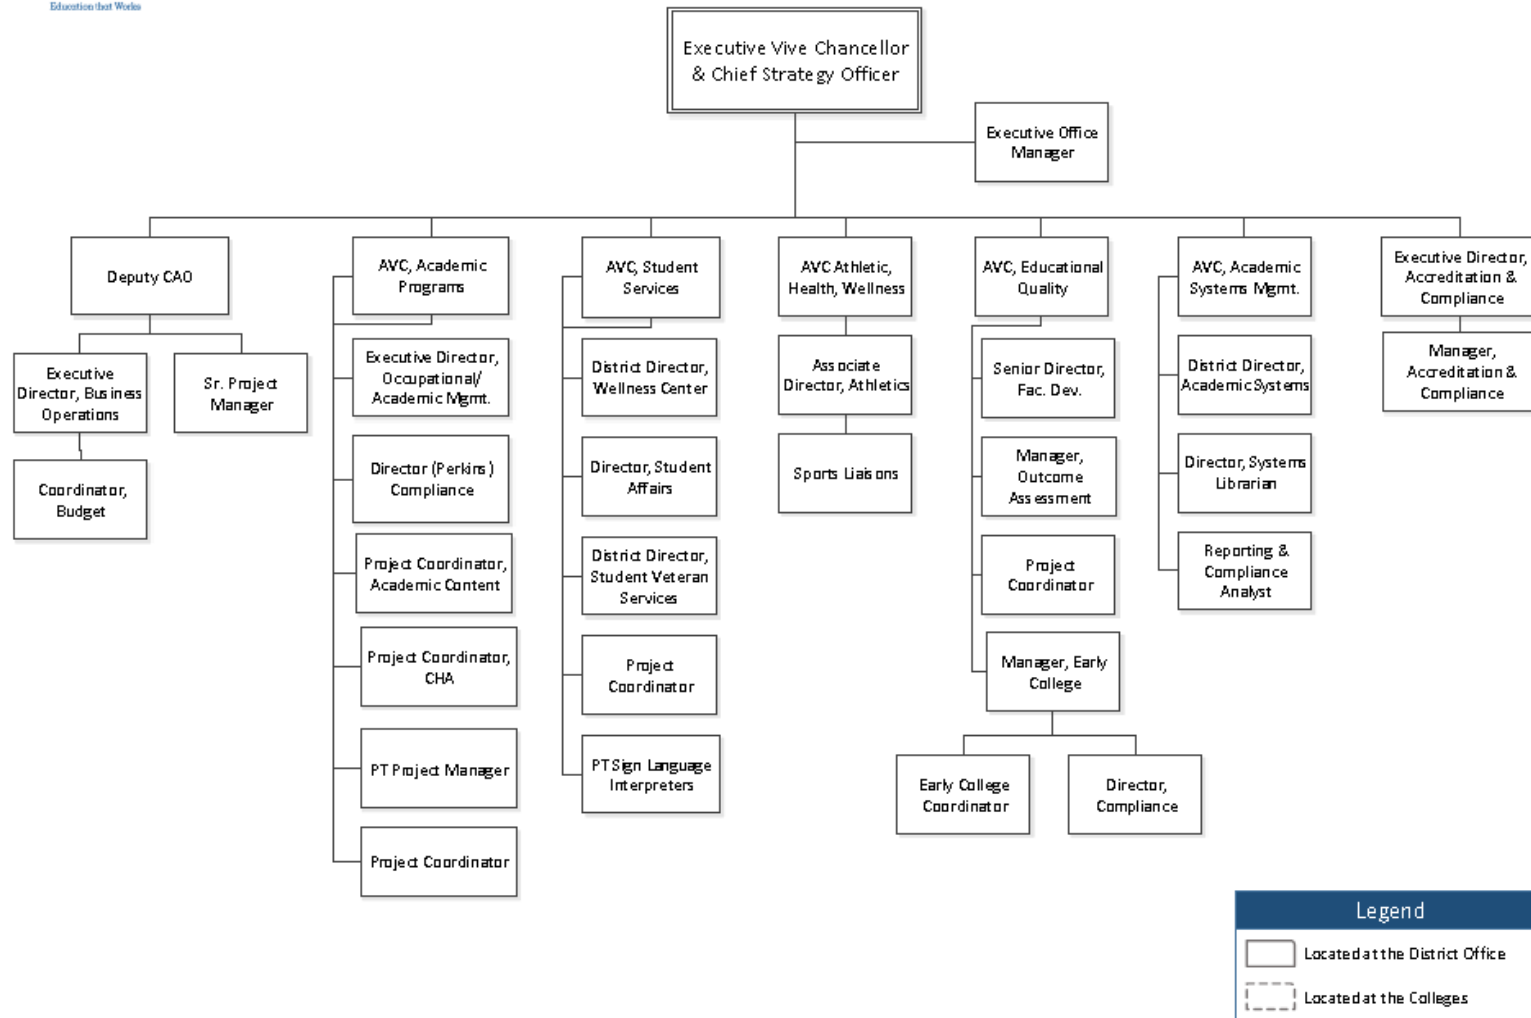 Education that Works
Executive Vive Chancellor
& Chief Strategy Officer
Executive Office
Manager
Deputy CAO
AVC, Academic
Programs
AVC, Student
Services
AVC Athletic,
Health, Wellness
AVC, Educational
Quality
AVC, Academic
Systems Mgmt.
Executive Director,
Accreditation &
Compliance
Executive
Director, Business
Operations
Sr. Project
Manager
Coordinator,
Budget
Executive Director,
Occupational/
Academic Mgmt.
Director (Perkins)
Compliance
Project Coordinator,
Academic Content
Project Coordinator,
CHA
PT Project Manager
Project Coordinator
District Director,
Wellness Center
Director, Student
Affairs
District Director,
Student Veteran
Services
Project
Coordinator
PT Sign Language
Interpreters
Associate
Director, Athletics
Sports Liaisons
Senior Director,
Fac. Dev.
Manager,
Outcome
Assessment
Project
Coordinator
Manager, Early
College
Early College
Coordinator
Director,
Compliance
District Director,
Academic Systems
Director, Systems
Librarian
Reporting &
Compliance
Analyst
Manager,
Accreditation &
Compliance
Legend
Located at the District Office
Located at the Colleges